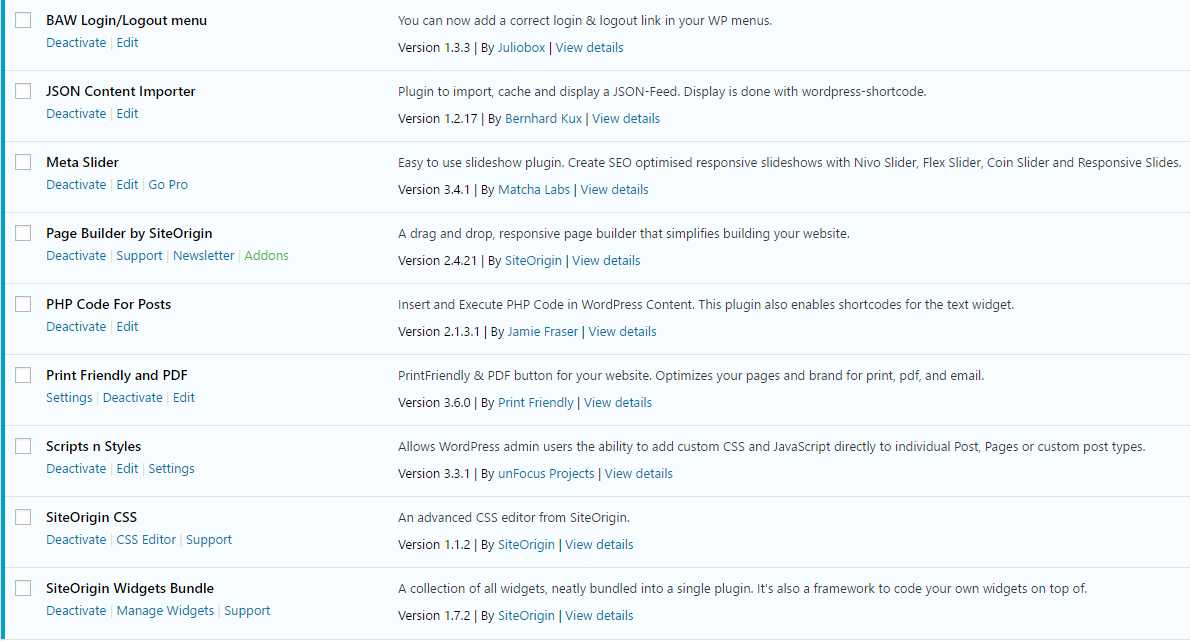 BAW Login/Logout menu
You can now add a correct login & logout link in your WP menus.
Deactivate | Edit
Version 1.3.3 | By Juliobox | View details
JSON Content Importer
Plugin to import, cache and display a JSON-Feed. Display is done with wordpress-shortcode.
Deactivate | Edit
Version 1.2.17 | By Bernhard Kux | View details
Meta Slider
Easy to use slideshow plugin. Create SEO optimised responsive slideshows with Nivo Slider, Flex Slider, Coin Slider and Responsive Slides.
Deactivate | Edit | Go Pro
Version 3.4.1 | By Matcha Labs | View details
Page Builder by SiteOrigin
A drag and drop, responsive page builder that simplifies building your website.
Deactivate | Support | Newsletter | Addons
Version 2.4.21 | By SiteOrigin | View details
PHP Code For Posts
Insert and Execute PHP Code in WordPress Content. This plugin also enables shortcodes for the text widget.
Deactivate | Edit
Version 2.1.3.1 | By Jamie Fraser | View details
Print Friendly and PDF
PrintFriendly & PDF button for your website. Optimizes your pages and brand for print, pdf, and email.
Settings | Deactivate | Edit
Version 3.6.0 | By Print Friendly | View details
Scripts n Styles
Allows WordPress admin users the ability to add custom CSS and JavaScript directly to individual Post, Pages or custom post types.
Deactivate | Edit | Settings
Version 3.3.1 | By unFocus Projects | View details
SiteOrigin CSS
An advanced CSS editor from SiteOrigin.
Deactivate | CSS Editor | Support
Version 1.1.2 | By SiteOrigin | View details
SiteOrigin Widgets Bundle
A collection of all widgets, neatly bundled into a single plugin. It's also a framework to code your own widgets on top of.
Deactivate | Manage Widgets | Support
Version 1.7.2 | By SiteOrigin | View details